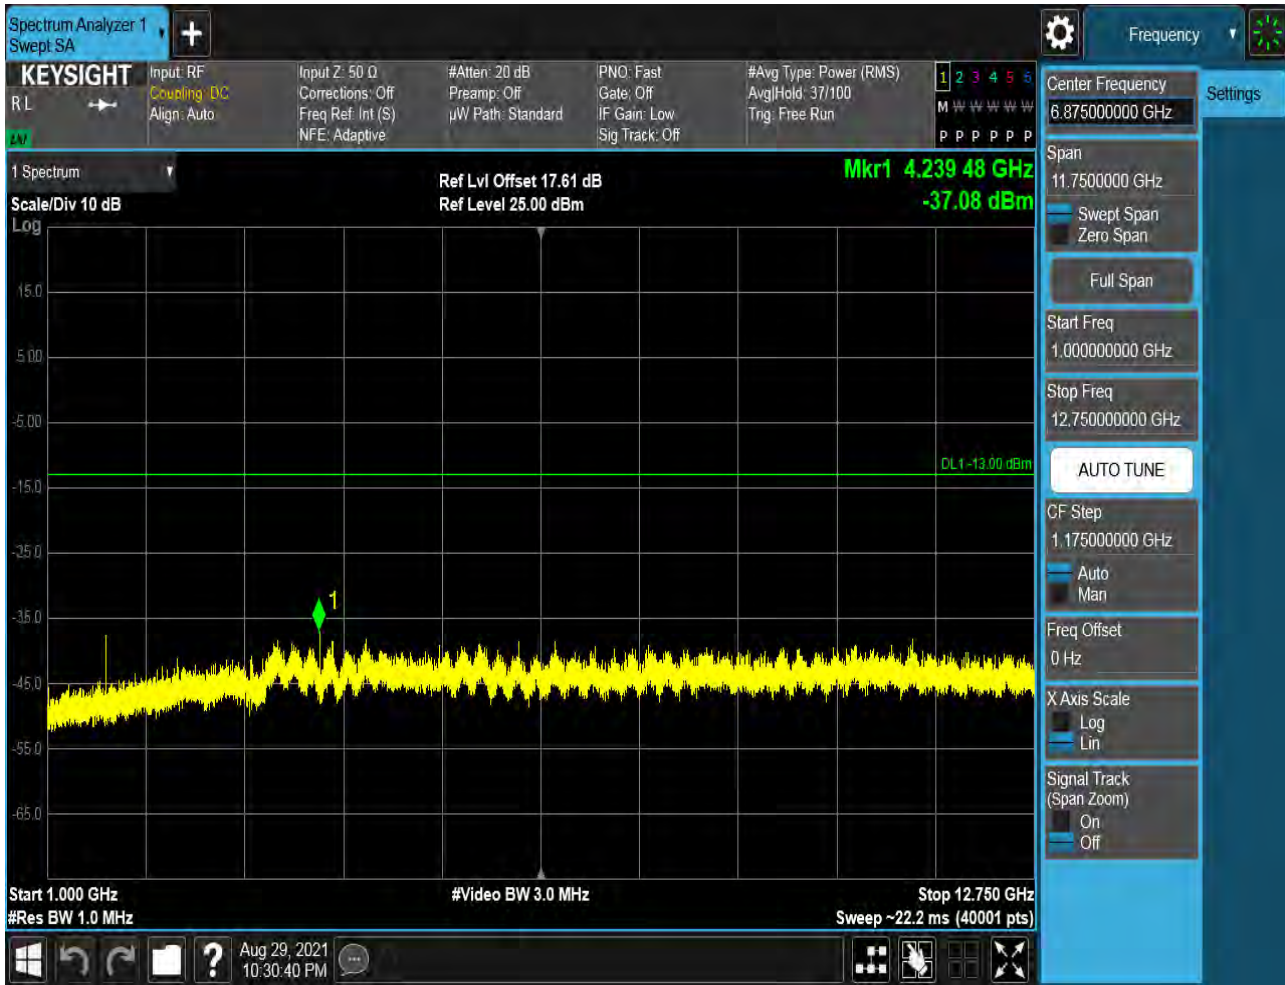 Spectrum Analyzer 1
Swept SA
Frequency
KEYSIGHT
R L
Input: RF
Coupling: DC
Align: Auto
Input Z: 50 Ω
Corrections: Off
Freq Ref: Int (S)
NFE: Adaptive
#Atten: 20 dB
Preamp: Off
µW Path: Standard
PNO: Fast
Gate: Off
IF Gain: Low
Sig Track: Off
#Avg Type: Power (RMS)
Avg|Hold: 37/100
Trig: Free Run
1 2 3 4 5 6
M W W W W W
P P P P P P
1 Spectrum
Scale/Div 10 dB
Log
Ref Lvl Offset 17.61 dB
Ref Level 25.00 dBm
Mkr1 4.239 48 GHz
-37.08 dBm
15.0
5.00
-5.00
-15.0
-25.0
-35.0
-45.0
-55.0
-65.0
DL1 -13.00 dBm
1
Start 1.000 GHz
#Res BW 1.0 MHz
#Video BW 3.0 MHz
Stop 12.750 GHz
Sweep ~22.2 ms (40001 pts)
Center Frequency
6.875000000 GHz
Span
11.7500000 GHz
Swept Span
Zero Span
Full Span
Start Freq
1.000000000 GHz
Stop Freq
12.750000000 GHz
AUTO TUNE
CF Step
1.175000000 GHz
Auto
Man
Freq Offset
0 Hz
X Axis Scale
Log
Lin
Signal Track
(Span Zoom)
On
Off
Settings
?
Aug 29, 2021
10:30:40 PM